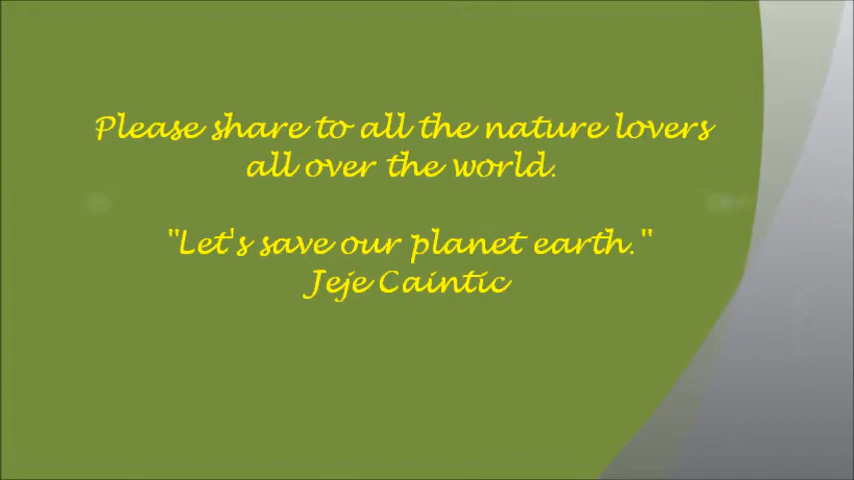 Please share to all the nature lovers
all over the world.
"Let's save our planet earth."
Jeje Caintic